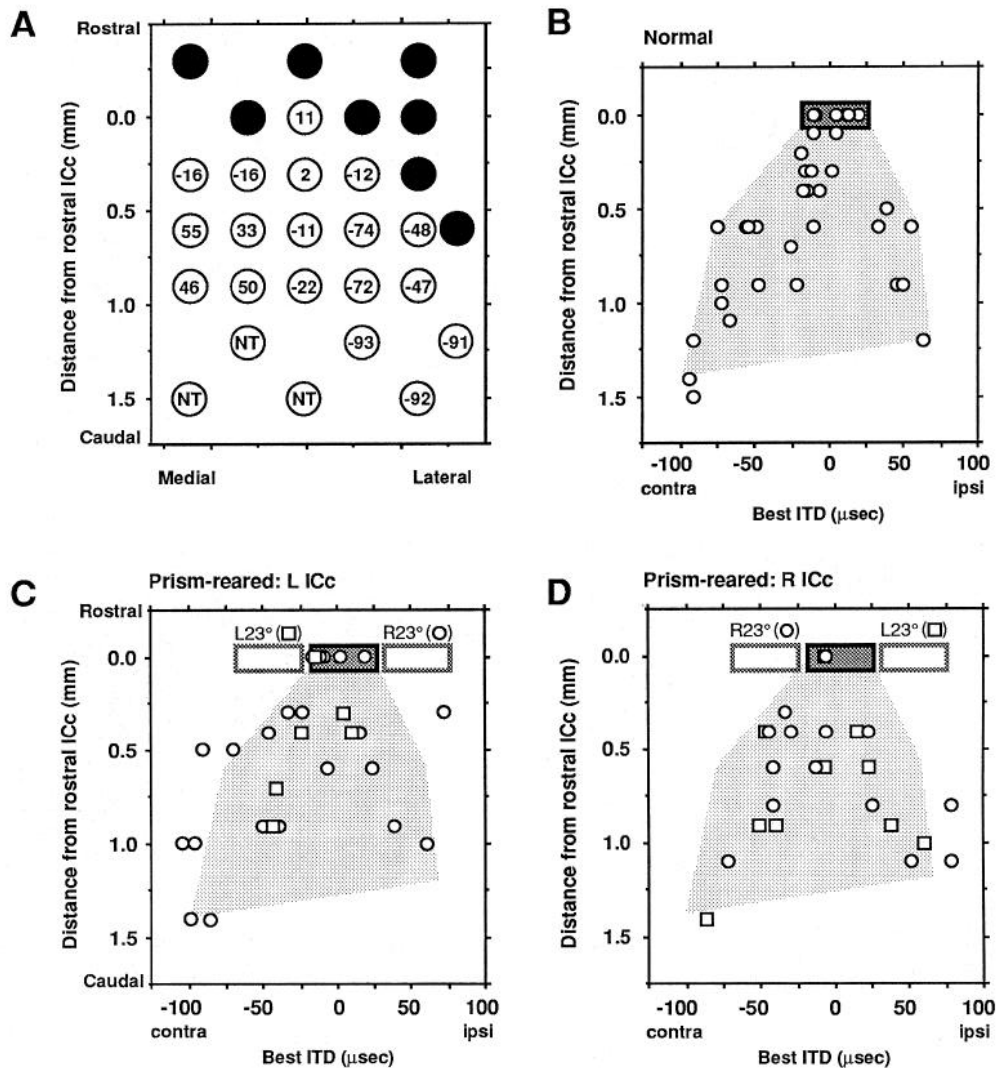 A
Rostral
0.0
0.5
1.0
1.5
Caudal
Distance from rostral ICc (mm)
11
-16 -16 2 -12
55 33 -11 -74 -48
46 50 -22 -72 -47
NT -93 -91
NT NT -92
Medial Lateral
B
Normal
0.0
0.5
1.0
1.5
Distance from rostral ICc (mm)
-100 -50 0 50 100
contra ipsi
Best ITD (μsec)
C
Prism-reared: L ICc
Rostral
L23° ( ) R23° ( )
0.0
0.5
1.0
1.5
Caudal
Distance from rostral ICc (mm)
-100 -50 0 50 100
contra ipsi
Best ITD (μsec)
D
Prism-reared: R ICc
R23° ( ) L23° ( )
0.0
0.5
1.0
1.5
Distance from rostral ICc (mm)
-100 -50 0 50 100
contra ipsi
Best ITD (μsec)